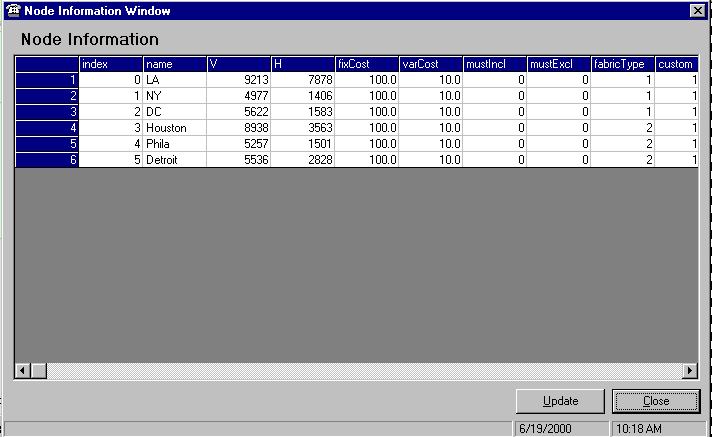 Node Information Window
Node Information
index name V H fixCost varCost mustIncl mustExcl fabricType custom
1 0 LA 9213 7878 100.0 10.0 0 0 1 1
2 1 NY 4977 1406 100.0 10.0 0 0 1 1
3 2 DC 5622 1583 100.0 10.0 0 0 1 1
4 3 Houston 8938 3563 100.0 10.0 0 0 2 1
5 4 Phila 5257 1501 100.0 10.0 0 0 2 1
6 5 Detroit 5536 2828 100.0 10.0 0 0 2 1
Update Close
6/19/2000 10:18 AM